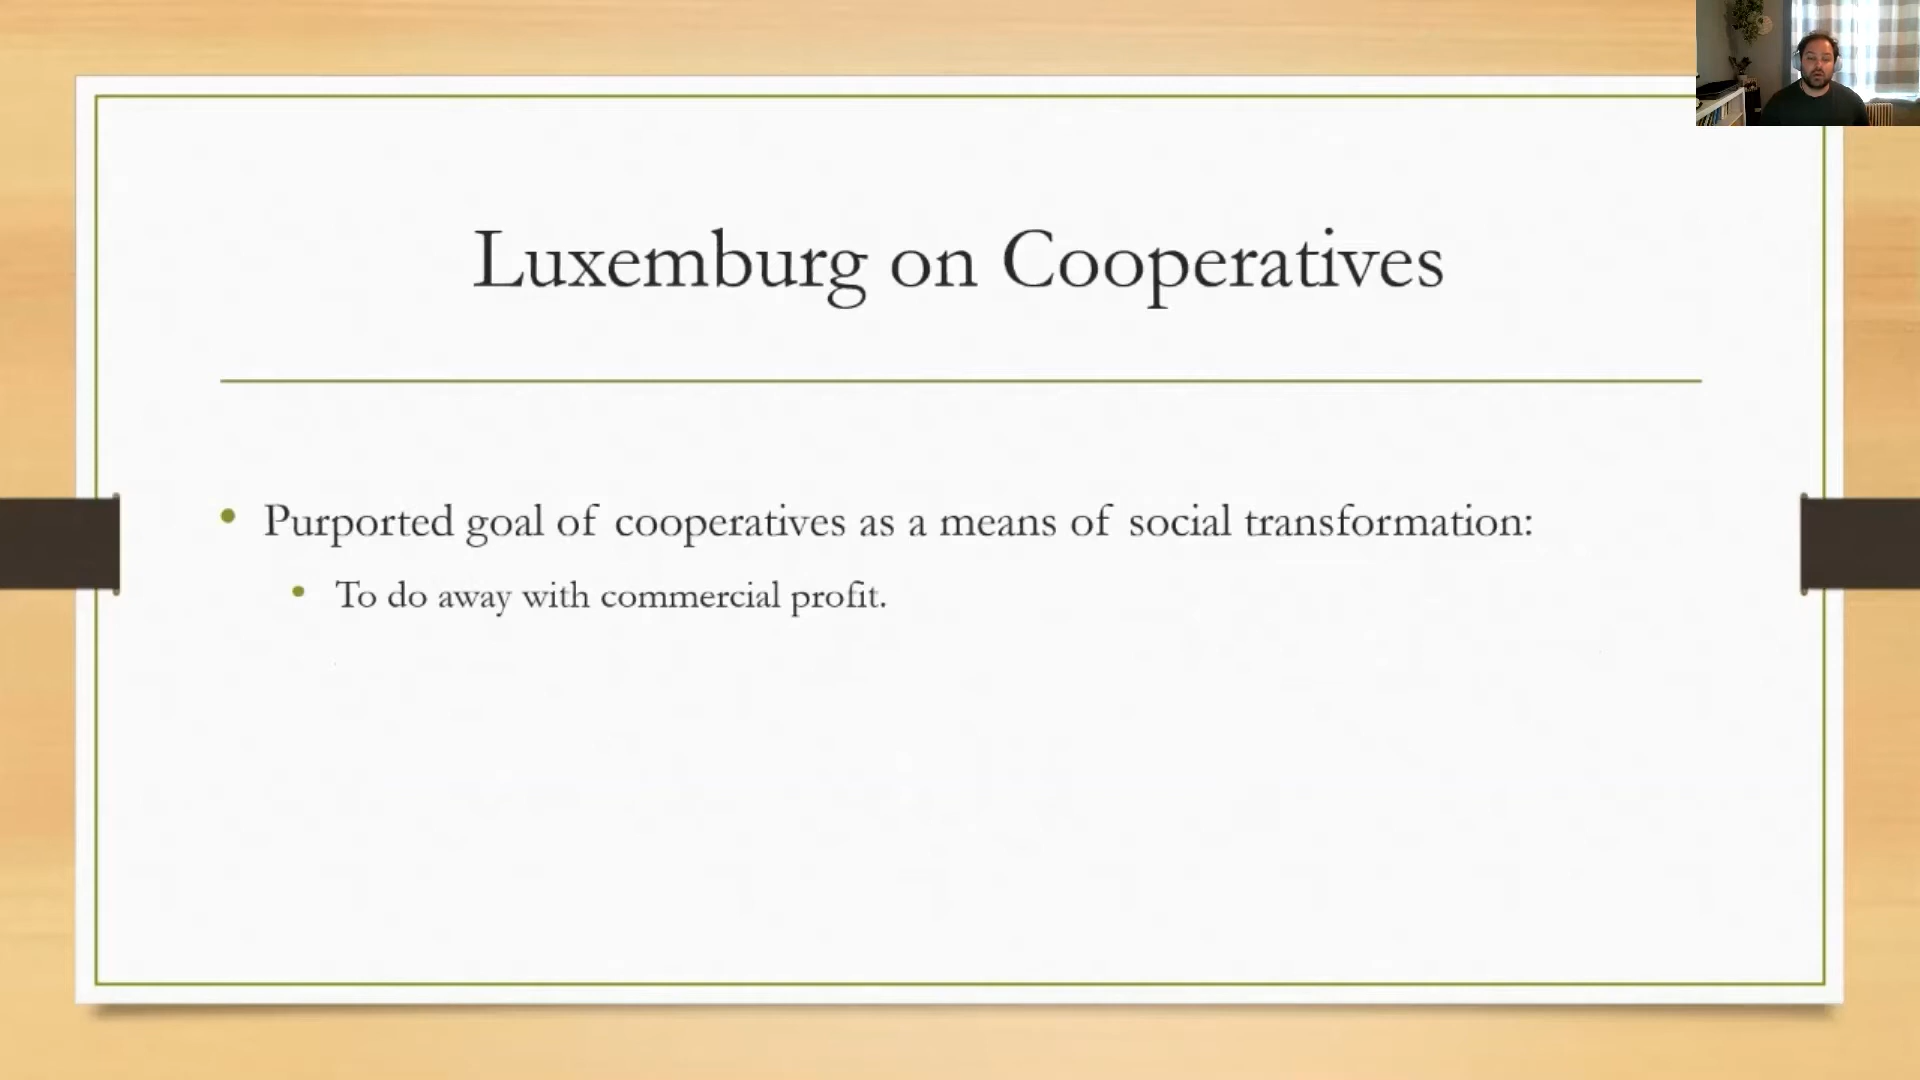 Luxemburg on Cooperatives
• Purported goal of cooperatives as a means of social transformation:
• To do away with commercial profit.